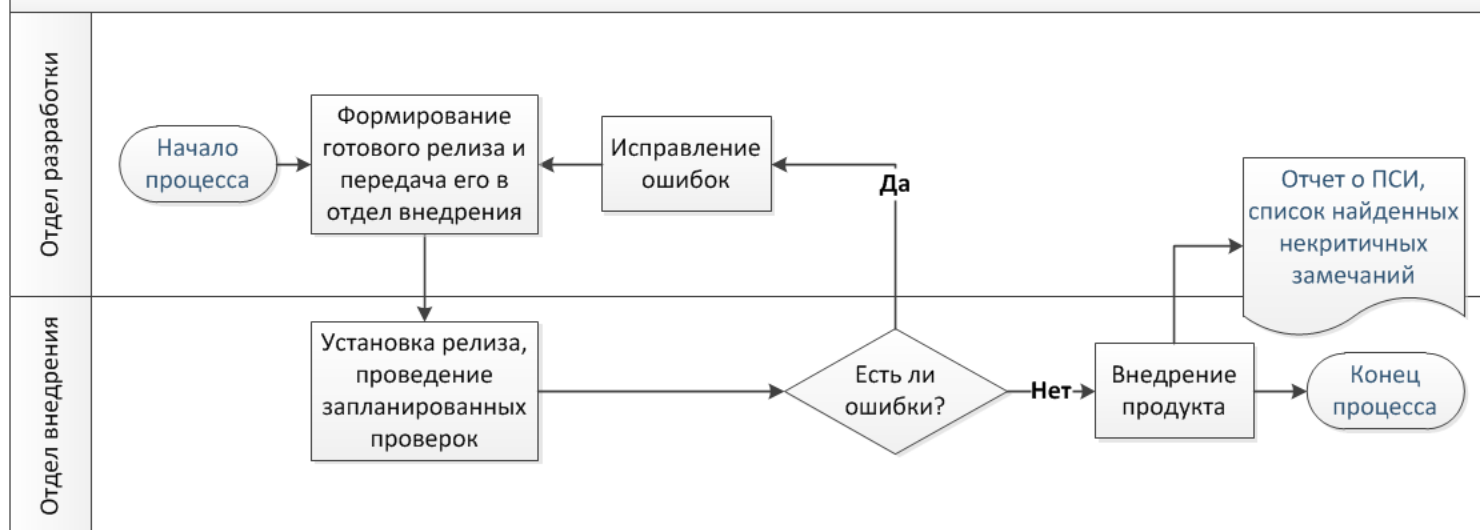 Отдел разработки
Начало
процесса
Формирование
готового релиза и
передача его в
отдел внедрения
Исправление
ошибок
Да
Отчет о ПСИ,
список найденных
некритичных
замечаний
Отдел внедрения
Установка релиза,
проведение
запланированных
проверок
Есть ли
ошибки?
Нет
Внедрение
продукта
Конец
процесса